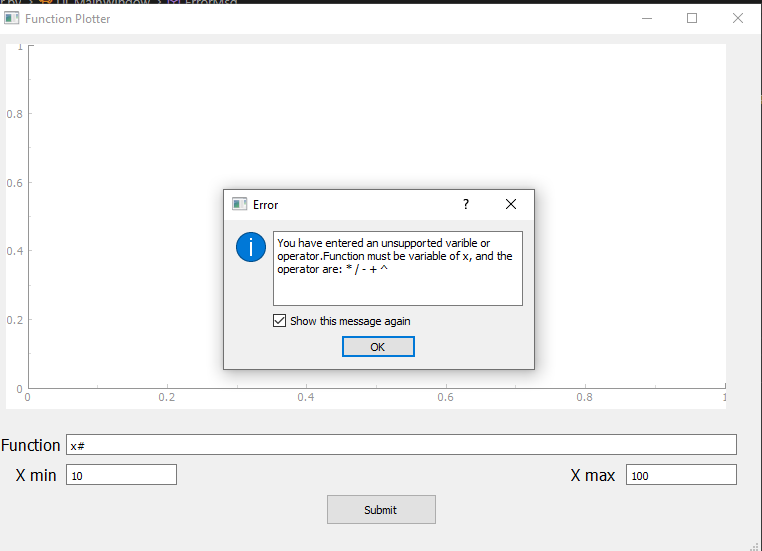 Function Plotter
1
0.8
0.6
0.4
0.2
0
0 0.2 0.4 0.6 0.8 1
Error
?
You have entered an unsupported varible or
operator.Function must be variable of x, and the
operator are: * / - + ^
Show this message again
OK
Function x#
X min 10 X max 100
Submit